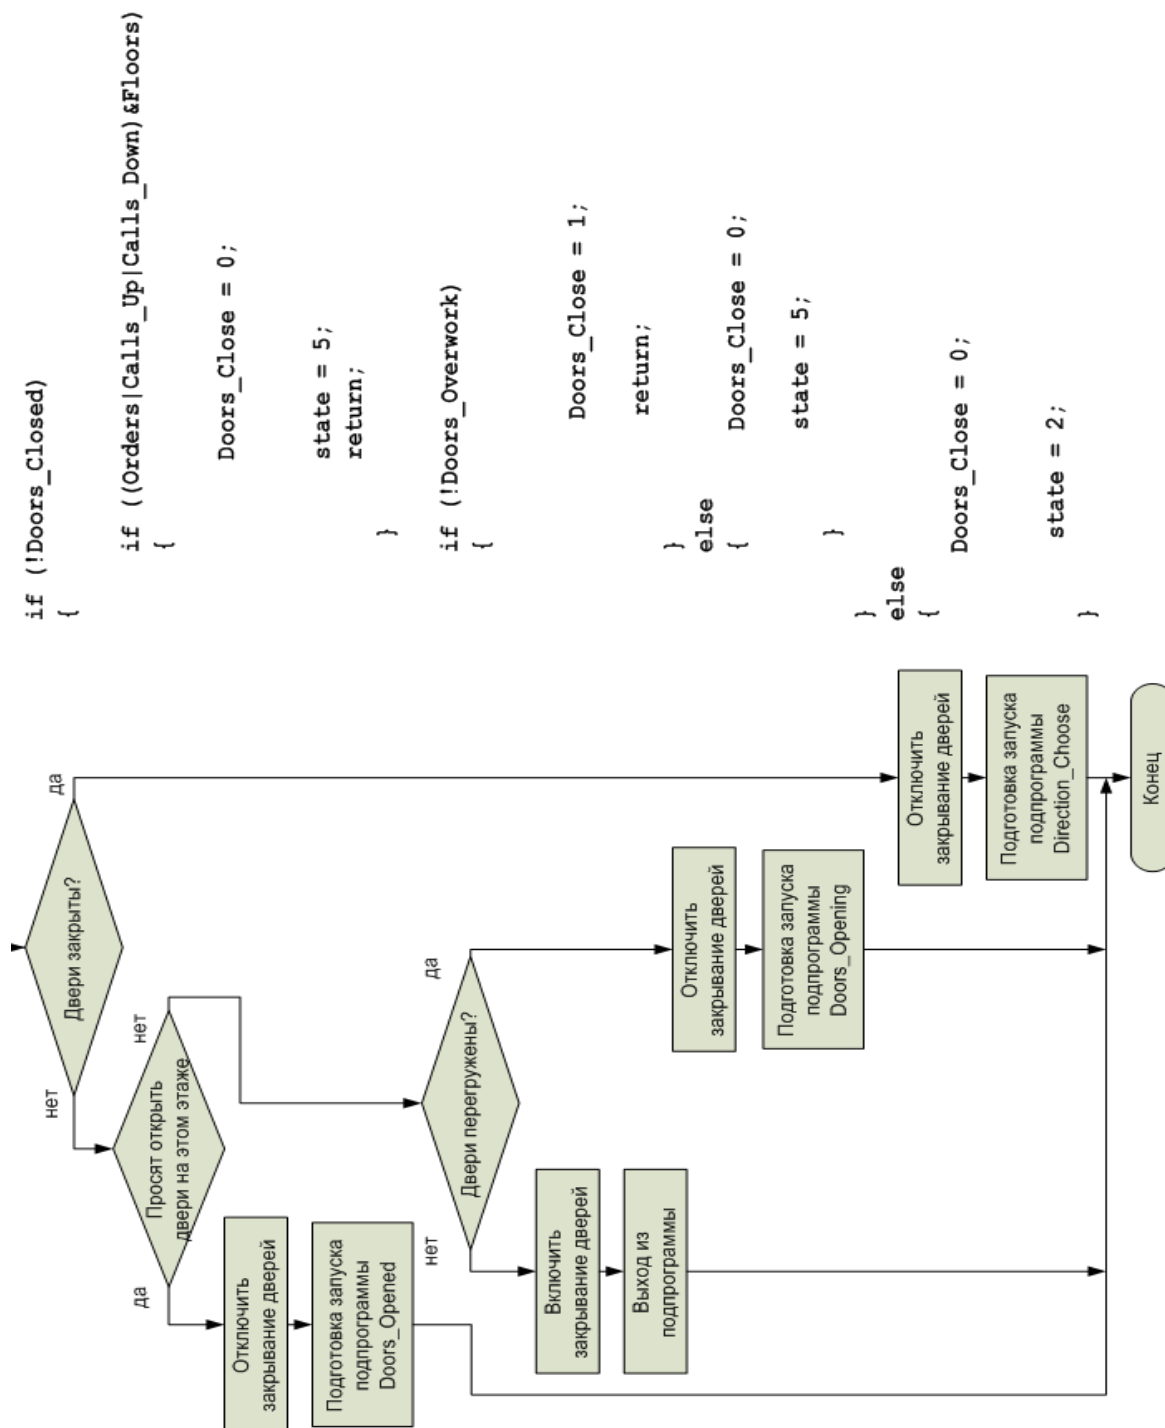 Двери закрыты?
нет
да
Просят открыть
двери на этом этаже
да
нет
Отключить
закрывание дверей
Подготовка запуска
подпрограммы
Doors_Opened
Двери перегружены?
нет
да
Включить
закрывание дверей
Выход из
подпрограммы
Отключить
закрывание дверей
Подготовка запуска
подпрограммы
Doors_Opening
Отключить
закрывание дверей
Подготовка запуска
подпрограммы
Direction_Choose
Конец
if (!Doors_Closed)
{
if ((Orders|Calls_Up|Calls_Down)&Floors)
{
Doors_Close = 0;
state = 5;
return;
}
if (!Doors_Overwork)
{
Doors_Close = 1;
return;
}
else
{
Doors_Close = 0;
state = 5;
}
}
else
{
Doors_Close = 0;
state = 2;
}